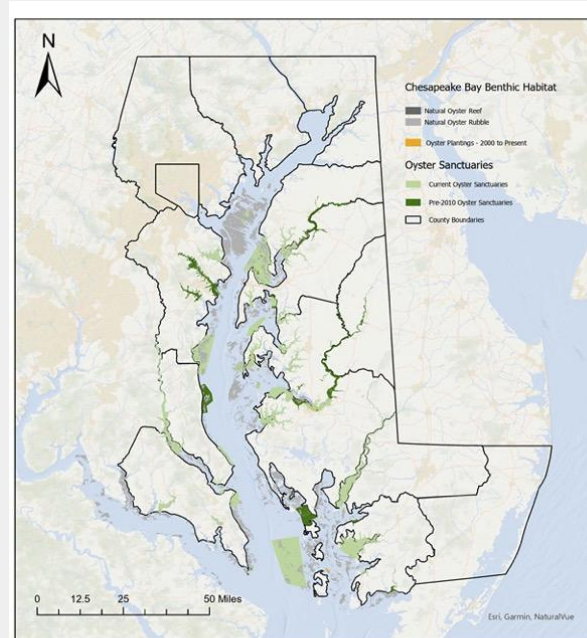 N
Chesapeake Bay Benthic Habitat
Natural Oyster Reef
Natural Oyster Rubble
Oyster Plantings - 2000 to Present
Oyster Sanctuaries
Current Oyster Sanctuaries
Pre-2010 Oyster Sanctuaries
County Boundaries
0 12.5 25 50 Miles
Esri, Garmin, NaturalVue